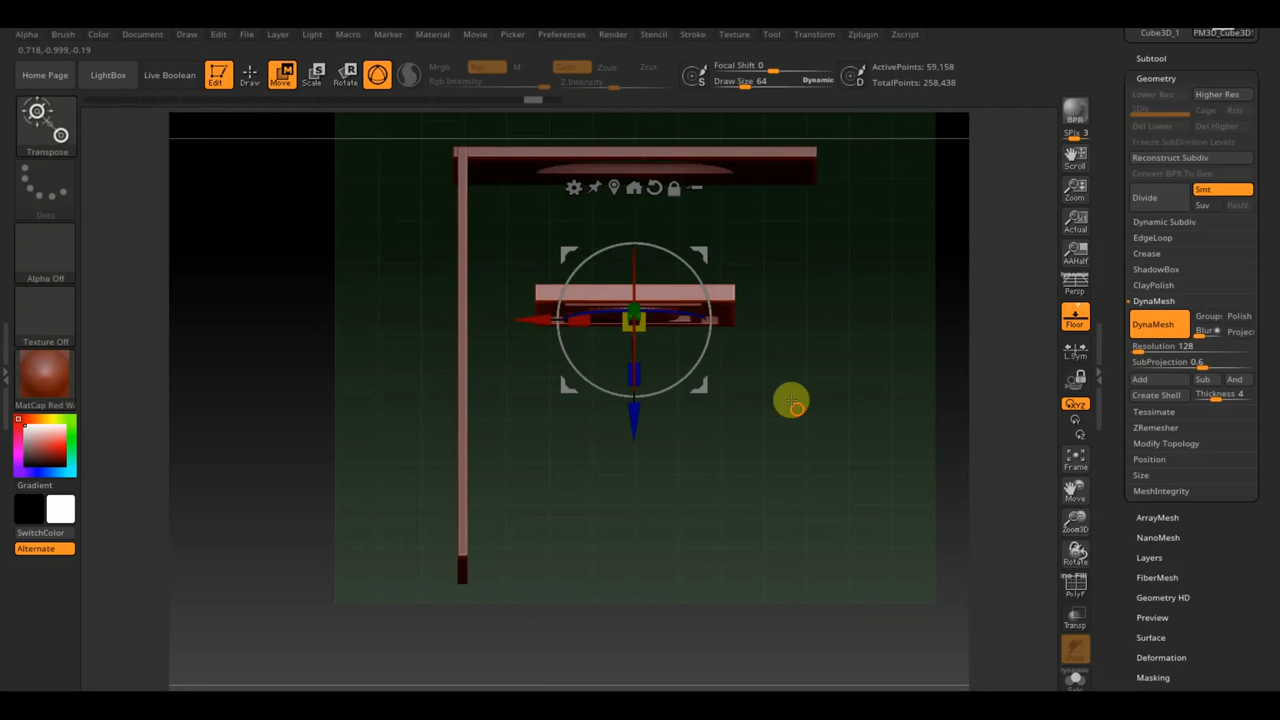 Alpha Brush Color Document Draw Edit File Layer Light Macro Marker Material Movie Picker Preferences Render Stencil Stroke Texture Tool Transform Zplugin Zscript
Cube3D_1 PM3D_Cube3D
0.718,-0.999,-0.19
Home Page
LightBox
Live Boolean
Edit
Draw
Move
Scale
Rotate
Mrgb Rgb M
Rgb Intensity
Zadd Zsub Zcut
Z Intensity
S
Focal Shift 0
Draw Size 64 Dynamic
D
ActivePoints: 59,158
TotalPoints: 258,438
Transpose
Dots
Alpha Off
Texture Off
MatCap Red Wa
Gradient
SwitchColor
Alternate
BPR
SPix 3
Scroll
Zoom
Actual
AAHalf
Dynamic
Persp
Floor
L.Sym
XYZ
Y
Z
Frame
Move
Zoom3D
Rotate
PolyF
Transp
Ghost
Solo
Subtool
Geometry
Lower Res Higher Res
SDiv Cage Rstr
Del Lower Del Higher
Freeze SubDivision Levels
Reconstruct Subdiv
Convert BPR To Geo
Divide
Smt
Suv ReUV
Dynamic Subdiv
EdgeLoop
Crease
ShadowBox
ClayPolish
DynaMesh
DynaMesh
Groups Polish
Blur Project
Resolution 128
SubProjection 0.6
Add Sub And
Create Shell Thickness 4
Tessimate
ZRemesher
Modify Topology
Position
Size
MeshIntegrity
ArrayMesh
NanoMesh
Layers
FiberMesh
Geometry HD
Preview
Surface
Deformation
Masking